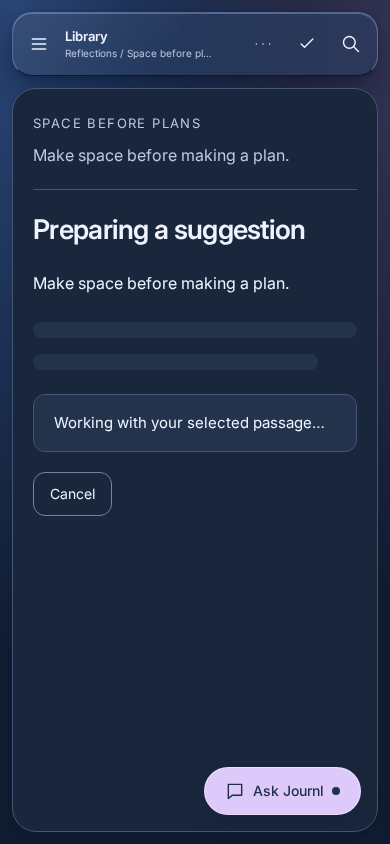 Library
Reflections / Space before pl...
SPACE BEFORE PLANS
Make space before making a plan.
Preparing a suggestion
Make space before making a plan.
Working with your selected passage...
Cancel
Ask Journl